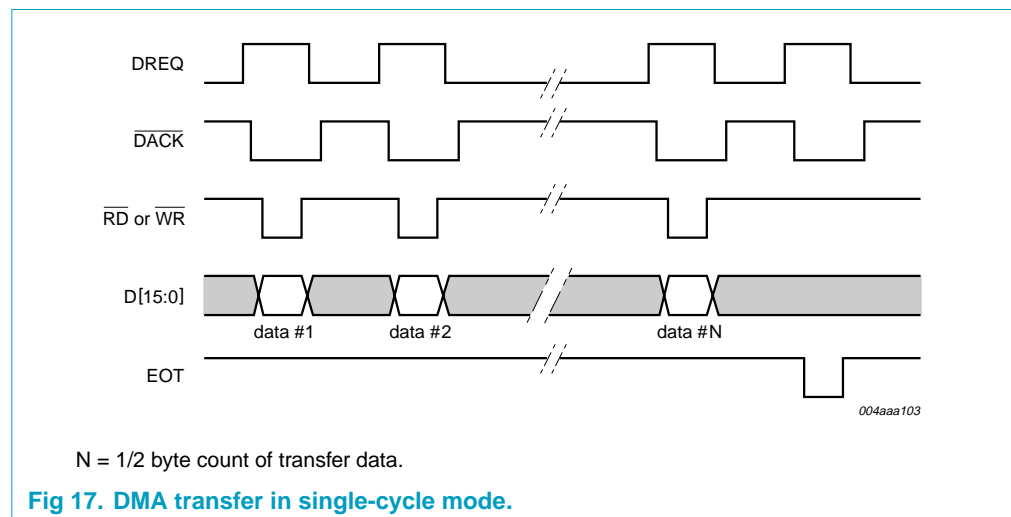 DREQ
DACK
RD or WR
D[15:0]
data #1 data #2 data #N
EOT
004aaa103
N = 1/2 byte count of transfer data.
Fig 17. DMA transfer in single-cycle mode.